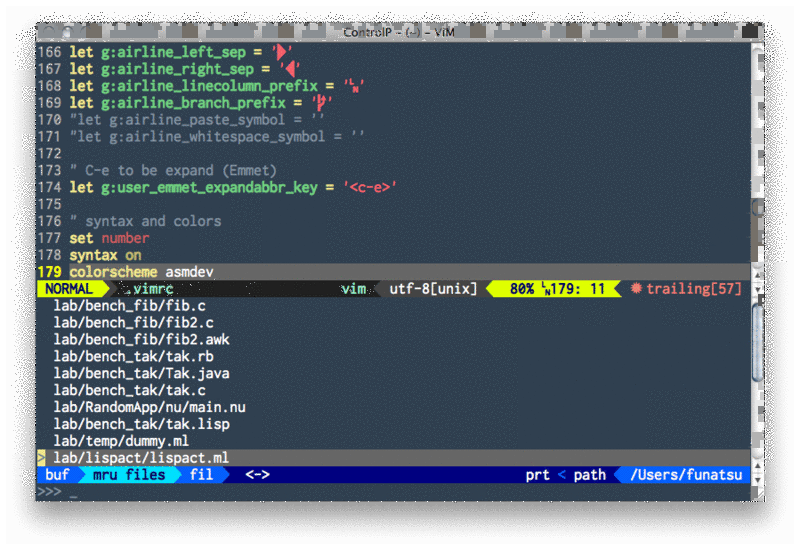 ControlP - (~) - VIM
166 let g:airline_left_sep = ''
167 let g:airline_right_sep = ''
168 let g:airline_linecolumn_prefix = ''
169 let g:airline_branch_prefix = ''
170 "let g:airline_paste_symbol = ''
171 "let g:airline_whitespace_symbol = ''
172
173 " C-e to be expand (Emmet)
174 let g:user_emmet_expandabbr_key = '<c-e>'
175
176 " syntax and colors
177 set number
178 syntax on
179 colorscheme asmdev
NORMAL .vimrc vim utf-8[unix] 80% 179: 11 ✹ trailing[57]
lab/bench_fib/fib.c
lab/bench_fib/fib2.c
lab/bench_fib/fib2.awk
lab/bench_tak/tak.rb
lab/bench_tak/Tak.java
lab/bench_tak/tak.c
lab/RandomApp/nu/main.nu
lab/bench_tak/tak.lisp
lab/temp/dummy.ml
> lab/lispact/lispact.ml
buf mru files fil <-> prt < path /Users/funatsu
>>> _